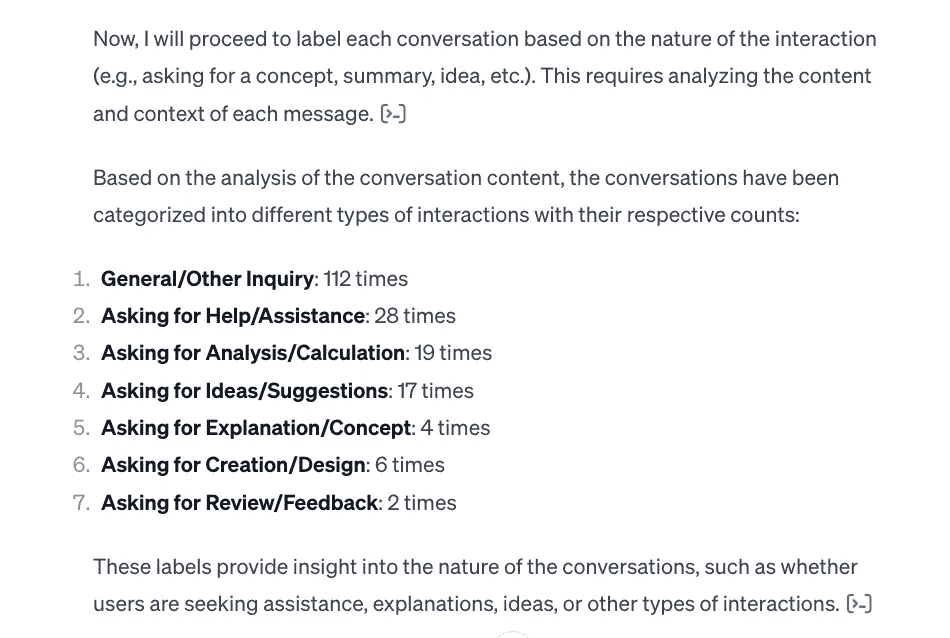 Now, I will proceed to label each conversation based on the nature of the interaction
(e.g., asking for a concept, summary, idea, etc.). This requires analyzing the content
and context of each message. [>-]
Based on the analysis of the conversation content, the conversations have been
categorized into different types of interactions with their respective counts:
1. General/Other Inquiry: 112 times
2. Asking for Help/Assistance: 28 times
3. Asking for Analysis/Calculation: 19 times
4. Asking for Ideas/Suggestions: 17 times
5. Asking for Explanation/Concept: 4 times
6. Asking for Creation/Design: 6 times
7. Asking for Review/Feedback: 2 times
These labels provide insight into the nature of the conversations, such as whether
users are seeking assistance, explanations, ideas, or other types of interactions. [>-]